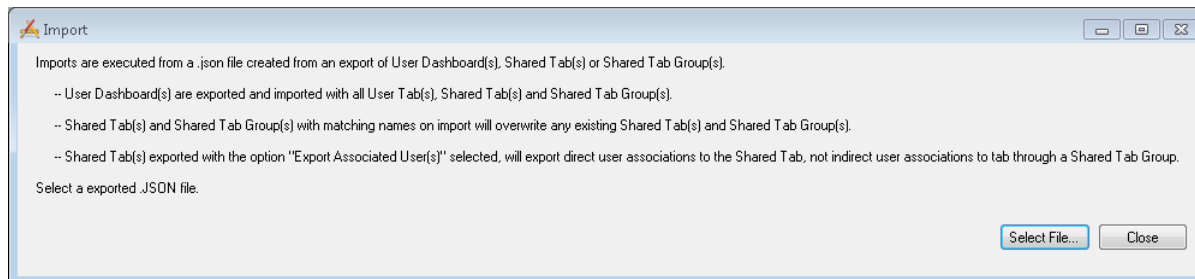 Import
Imports are executed from a .json file created from an export of User Dashboard(s), Shared Tab(s) or Shared Tab Group(s).
-- User Dashboard(s) are exported and imported with all User Tab(s), Shared Tab(s) and Shared Tab Group(s).
-- Shared Tab(s) and Shared Tab Group(s) with matching names on import will overwrite any existing Shared Tab(s) and Shared Tab Group(s).
-- Shared Tab(s) exported with the option "Export Associated User(s)" selected, will export direct user associations to the Shared Tab, not indirect user associations to tab through a Shared Tab Group.
Select a exported .JSON file.
Select File... Close